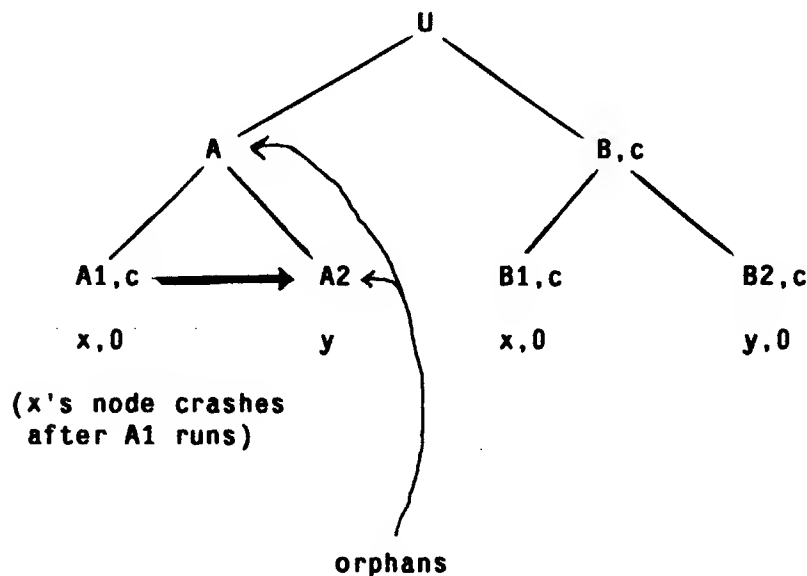 U
A B,c
A1,c A2 B1,c B2,c
x,0 y x,0 y,0
(x's node crashes
after A1 runs)
orphans